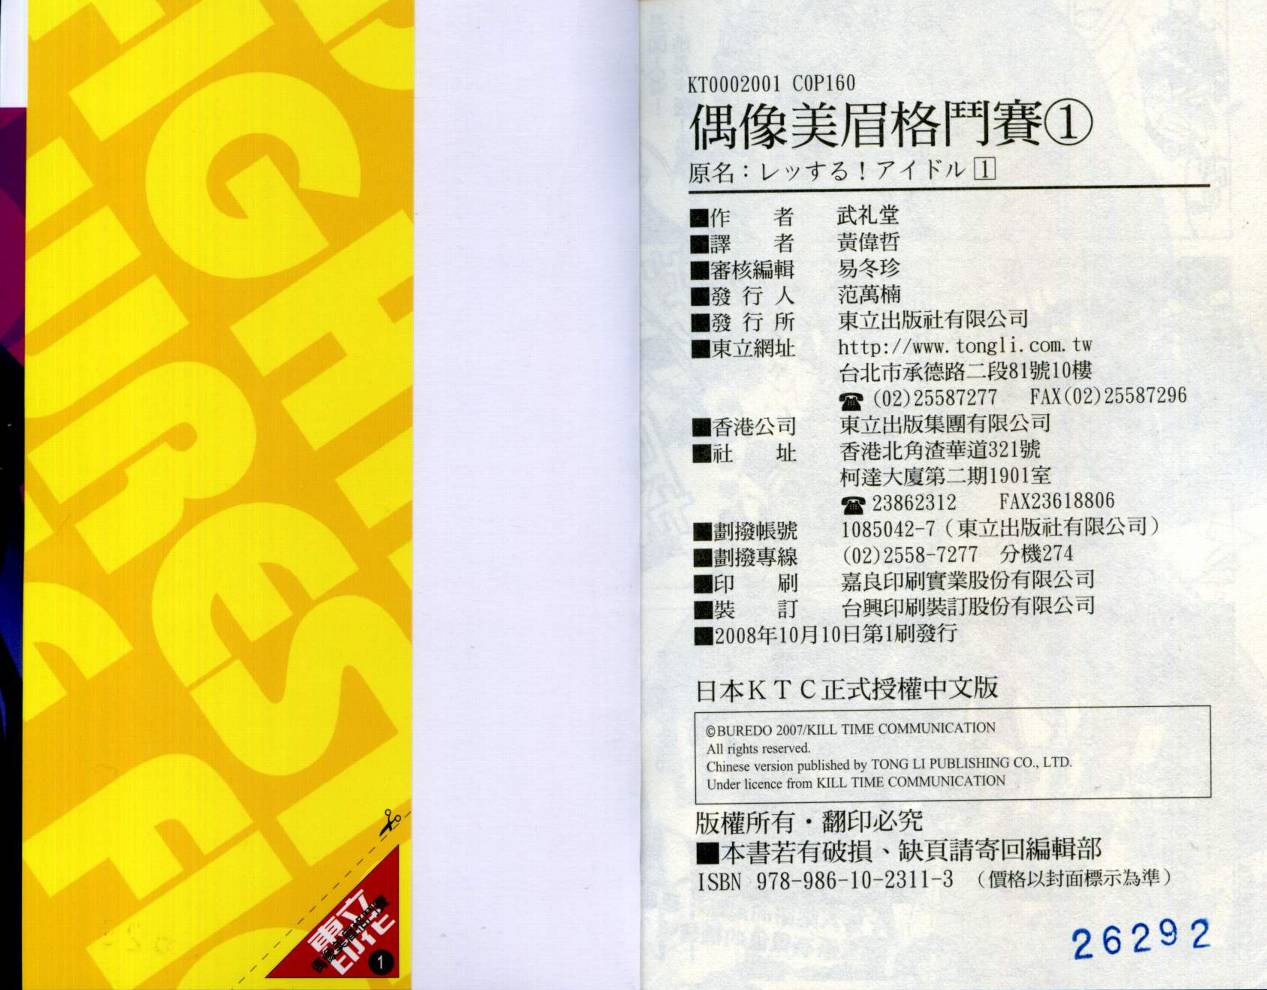 KT0002001 COP160
偶像美眉格鬥賽①
原名：レッする！アイドル 1
■作 者 武礼堂
■譯 者 黃偉哲
■審核編輯 易冬珍
■發行人 范萬楠
■發行所 東立出版社有限公司
■東立網址 http://www.tongli.com.tw
台北市承德路二段81號10樓
☎(02)25587277 FAX(02)25587296
■香港公司 東立出版集團有限公司
■社 址 香港北角渣華道321號
柯達大廈第二期1901室
☎23862312 FAX23618806
■劃撥帳號 1085042-7（東立出版社有限公司）
■劃撥專線 (02)2558-7277 分機274
■印 刷 嘉良印刷實業股份有限公司
■裝 訂 台興印刷裝訂股份有限公司
■2008年10月10日第1刷發行
日本KTC正式授權中文版
©BUREDO 2007/KILL TIME COMMUNICATION
All rights reserved.
Chinese version published by TONG LI PUBLISHING CO., LTD.
Under licence from KILL TIME COMMUNICATION
版權所有・翻印必究
■本書若有破損、缺頁請寄回編輯部
ISBN 978-986-10-2311-3 （價格以封面標示為準）
26292
東立
印花
偶像美眉格鬥賽
1